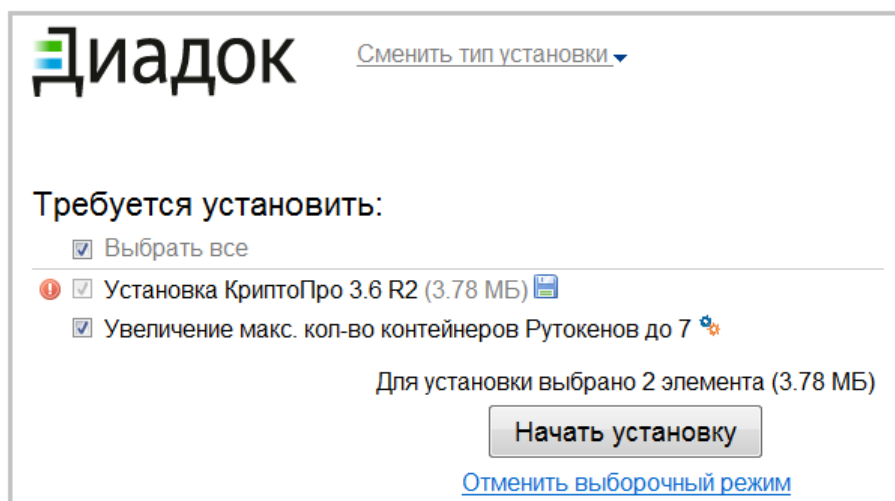 Диадок Сменить тип установки
Требуется установить:
Выбрать все
Установка КриптоПро 3.6 R2 (3.78 МБ)
Увеличение макс. кол-во контейнеров Рутокенов до 7
Для установки выбрано 2 элемента (3.78 МБ)
Начать установку
Отменить выборочный режим